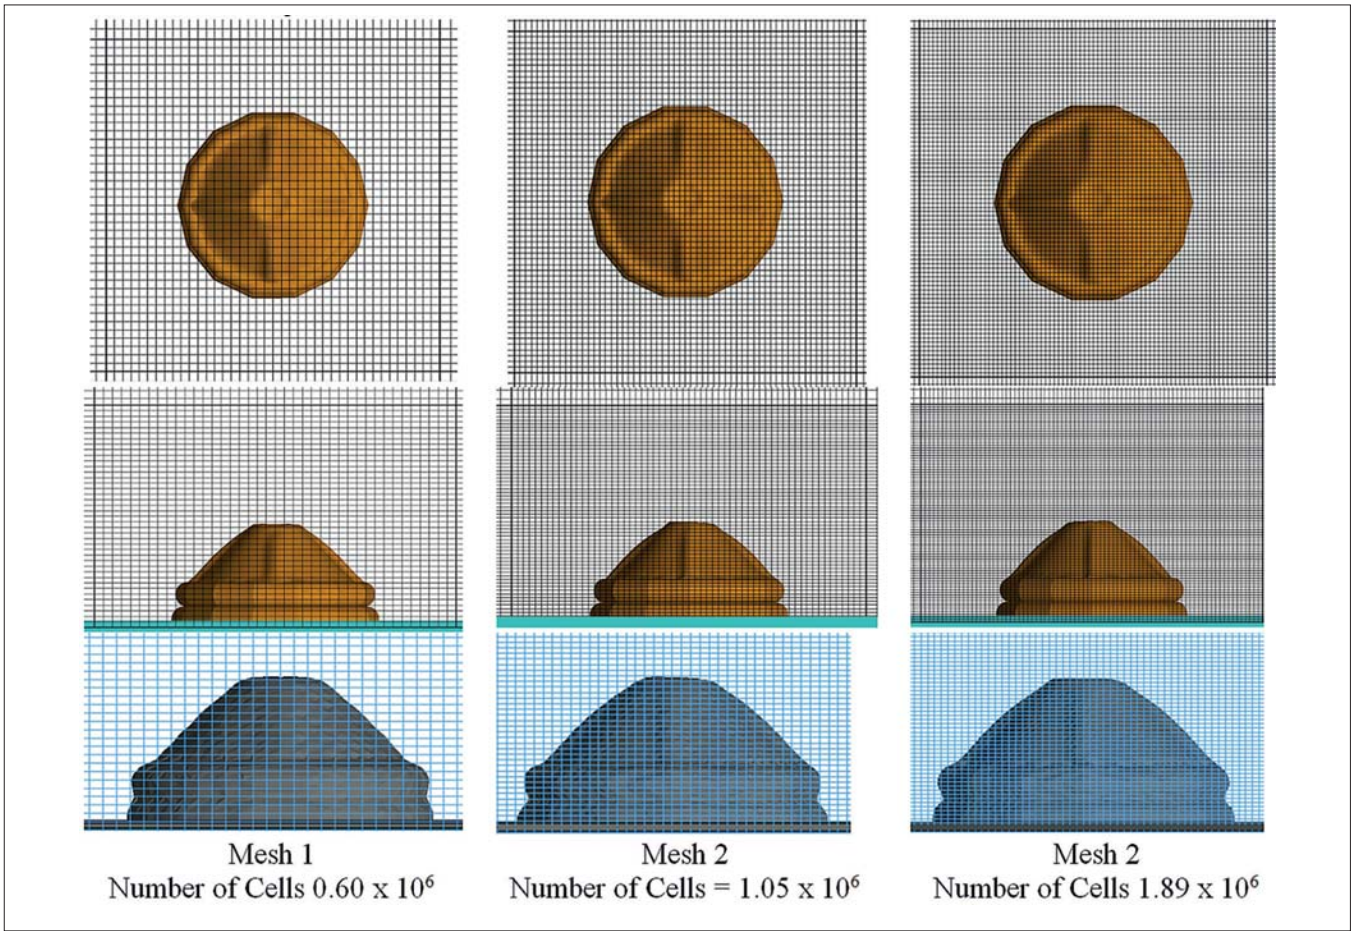 Mesh 1
Number of Cells 0.60 x 10⁶
Mesh 2
Number of Cells = 1.05 x 10⁶
Mesh 2
Number of Cells 1.89 x 10⁶